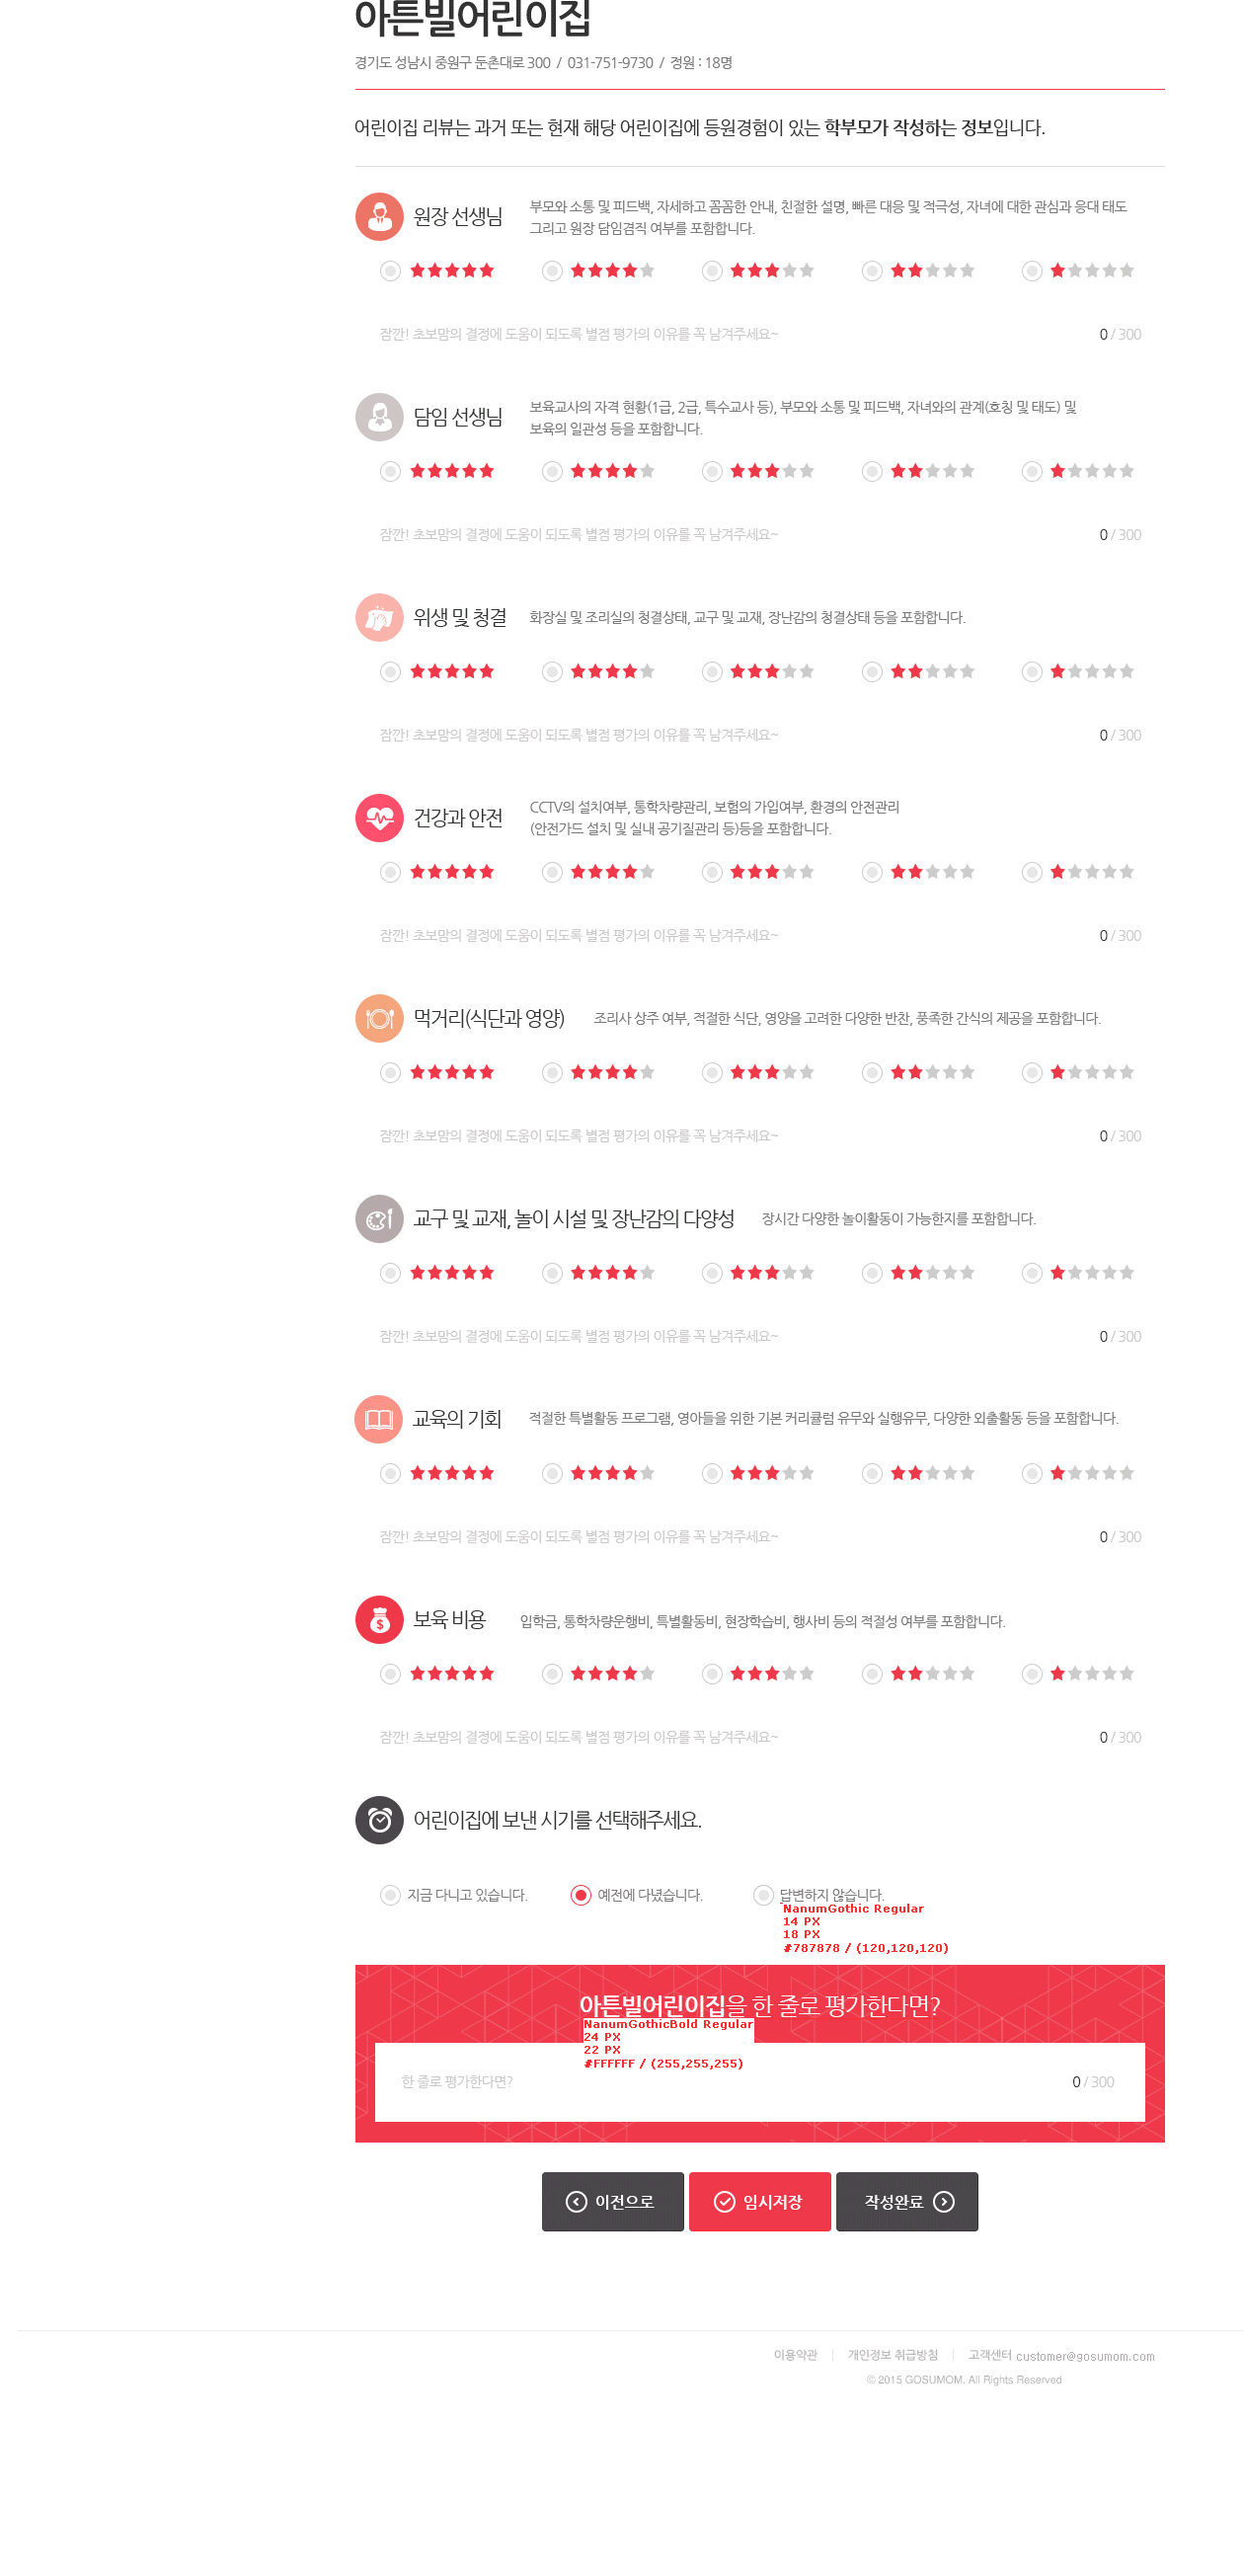 아튼빌어린이집
경기도 성남시 중원구 둔촌대로 300 / 031-751-9730 / 정원 : 18명
어린이집 리뷰는 과거 또는 현재 해당 어린이집에 등원경험이 있는 학부모가 작성하는 정보입니다.
원장 선생님
부모와 소통 및 피드백, 자세하고 꼼꼼한 안내, 친절한 설명, 빠른 대응 및 적극성, 자녀에 대한 관심과 응대 태도
그리고 원장 담임겸직 여부를 포함합니다.
잠깐! 초보맘의 결정에 도움이 되도록 별점 평가의 이유를 꼭 남겨주세요~ 0 / 300
담임 선생님
보육교사의 자격 현황(1급, 2급, 특수교사 등), 부모와 소통 및 피드백, 자녀와의 관계(호칭 및 태도) 및
보육의 일관성 등을 포함합니다.
잠깐! 초보맘의 결정에 도움이 되도록 별점 평가의 이유를 꼭 남겨주세요~ 0 / 300
위생 및 청결 화장실 및 조리실의 청결상태, 교구 및 교재, 장난감의 청결상태 등을 포함합니다.
잠깐! 초보맘의 결정에 도움이 되도록 별점 평가의 이유를 꼭 남겨주세요~ 0 / 300
건강과 안전
CCTV의 설치여부, 통학차량관리, 보험의 가입여부, 환경의 안전관리
(안전가드 설치 및 실내 공기질관리 등)등을 포함합니다.
잠깐! 초보맘의 결정에 도움이 되도록 별점 평가의 이유를 꼭 남겨주세요~ 0 / 300
먹거리(식단과 영양) 조리사 상주 여부, 적절한 식단, 영양을 고려한 다양한 반찬, 풍족한 간식의 제공을 포함합니다.
잠깐! 초보맘의 결정에 도움이 되도록 별점 평가의 이유를 꼭 남겨주세요~ 0 / 300
교구 및 교재, 놀이 시설 및 장난감의 다양성 장시간 다양한 놀이활동이 가능한지를 포함합니다.
잠깐! 초보맘의 결정에 도움이 되도록 별점 평가의 이유를 꼭 남겨주세요~ 0 / 300
교육의 기회 적절한 특별활동 프로그램, 영아들을 위한 기본 커리큘럼 유무와 실행유무, 다양한 외출활동 등을 포함합니다.
잠깐! 초보맘의 결정에 도움이 되도록 별점 평가의 이유를 꼭 남겨주세요~ 0 / 300
보육 비용 입학금, 통학차량운행비, 특별활동비, 현장학습비, 행사비 등의 적절성 여부를 포함합니다.
잠깐! 초보맘의 결정에 도움이 되도록 별점 평가의 이유를 꼭 남겨주세요~ 0 / 300
어린이집에 보낸 시기를 선택해주세요.
지금 다니고 있습니다. 예전에 다녔습니다. 답변하지 않습니다.
NanumGothic Regular
14 PX
18 PX
#787878 / (120,120,120)
아튼빌어린이집을 한 줄로 평가한다면?
NanumGothicBold Regular
24 PX
22 PX
#FFFFFF / (255,255,255)
한 줄로 평가한다면? 0 / 300
이전으로 임시저장 작성완료
이용약관 | 개인정보 취급방침 | 고객센터 customer@gosumom.com
© 2015 GOSUMOM. All Rights Reserved